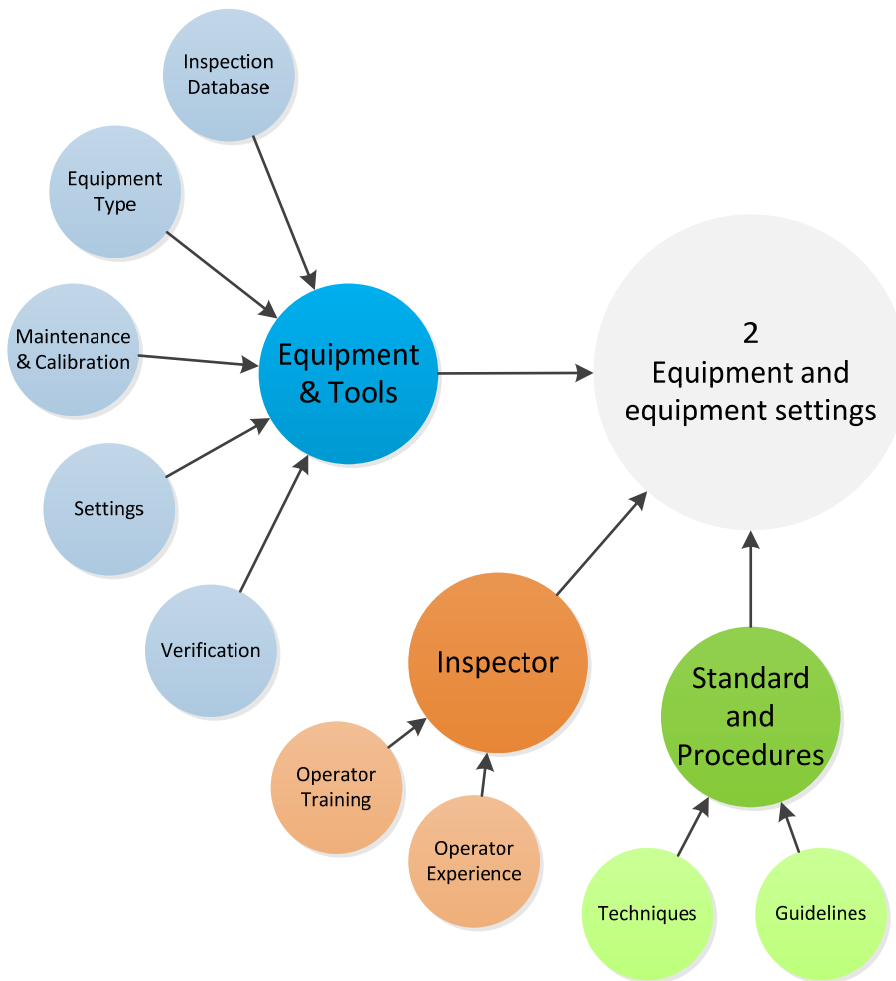 Inspection
Database
Equipment
Type
Maintenance
& Calibration
Settings
Verification
Equipment
& Tools
2
Equipment and
equipment settings
Inspector
Operator
Training
Operator
Experience
Standard
and
Procedures
Techniques
Guidelines